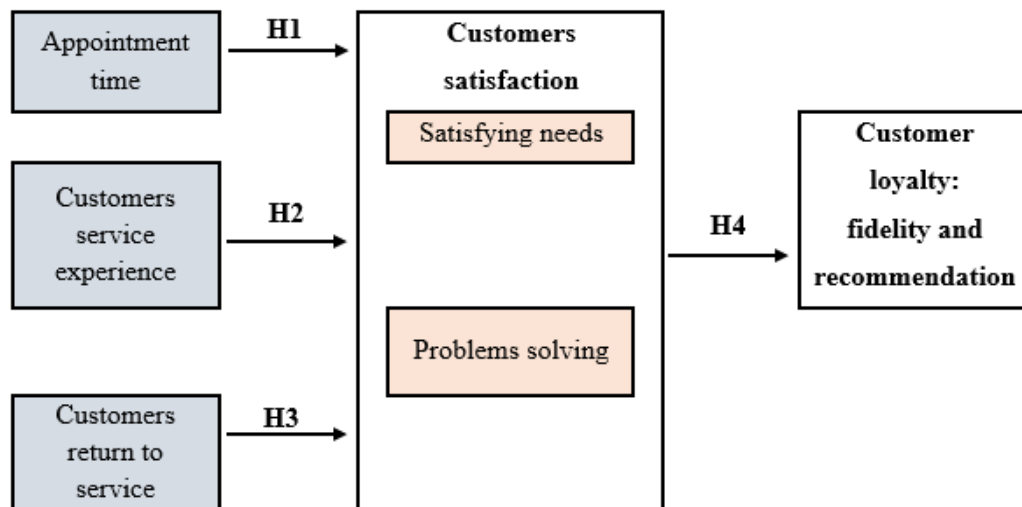 Appointment
time
H1
Customers
service
experience
H2
Customers
return to
service
H3
Customers
satisfaction
Satisfying needs
Problems solving
H4
Customer
loyalty:
fidelity and
recommendation